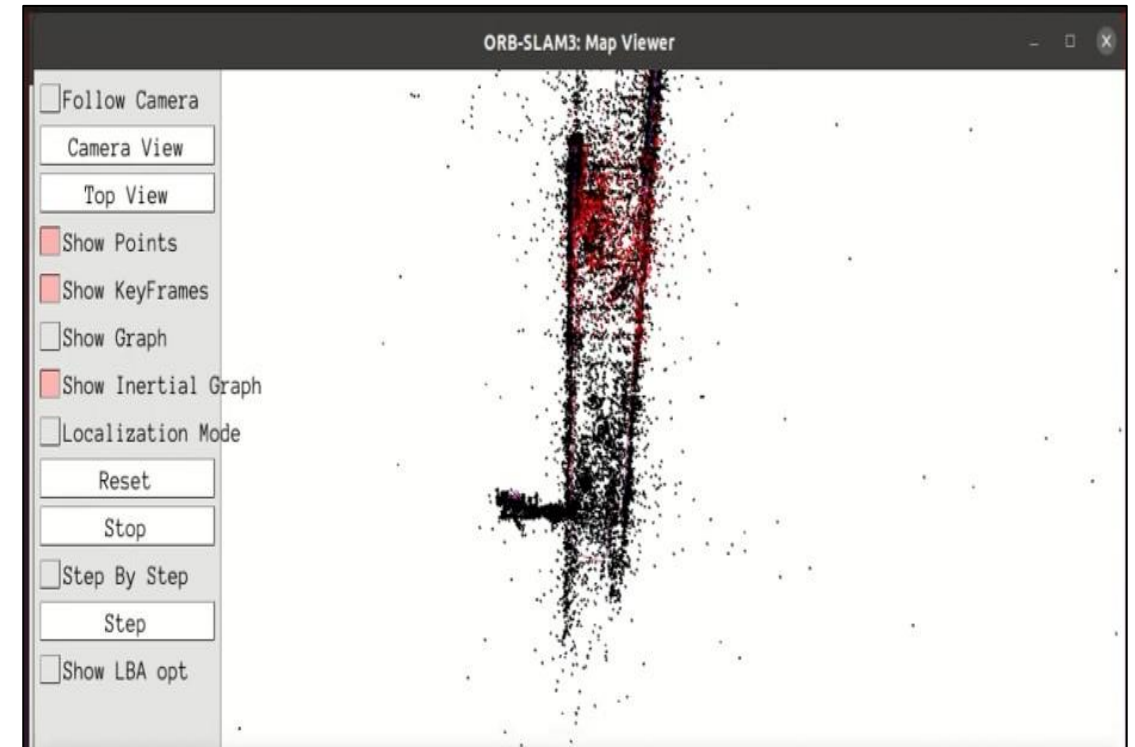 ORB-SLAM3: Map Viewer
Follow Camera
Camera View
Top View
Show Points
Show KeyFrames
Show Graph
Show Inertial Graph
Localization Mode
Reset
Stop
Step By Step
Step
Show LBA opt